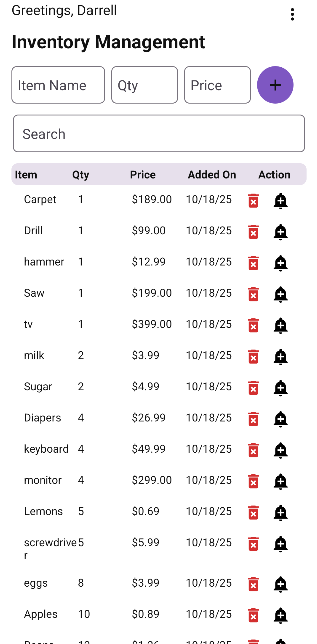 Greetings, Darrell
Inventory Management
Item Name Qty Price
Search
Item Qty Price Added On Action
Carpet 1 $189.00 10/18/25
Drill 1 $99.00 10/18/25
hammer 1 $12.99 10/18/25
Saw 1 $199.00 10/18/25
tv 1 $399.00 10/18/25
milk 2 $3.99 10/18/25
Sugar 2 $4.99 10/18/25
Diapers 4 $26.99 10/18/25
keyboard 4 $49.99 10/18/25
monitor 4 $299.00 10/18/25
Lemons 5 $0.69 10/18/25
screwdrive 5 $5.99 10/18/25
r
eggs 8 $3.99 10/18/25
Apples 10 $0.89 10/18/25